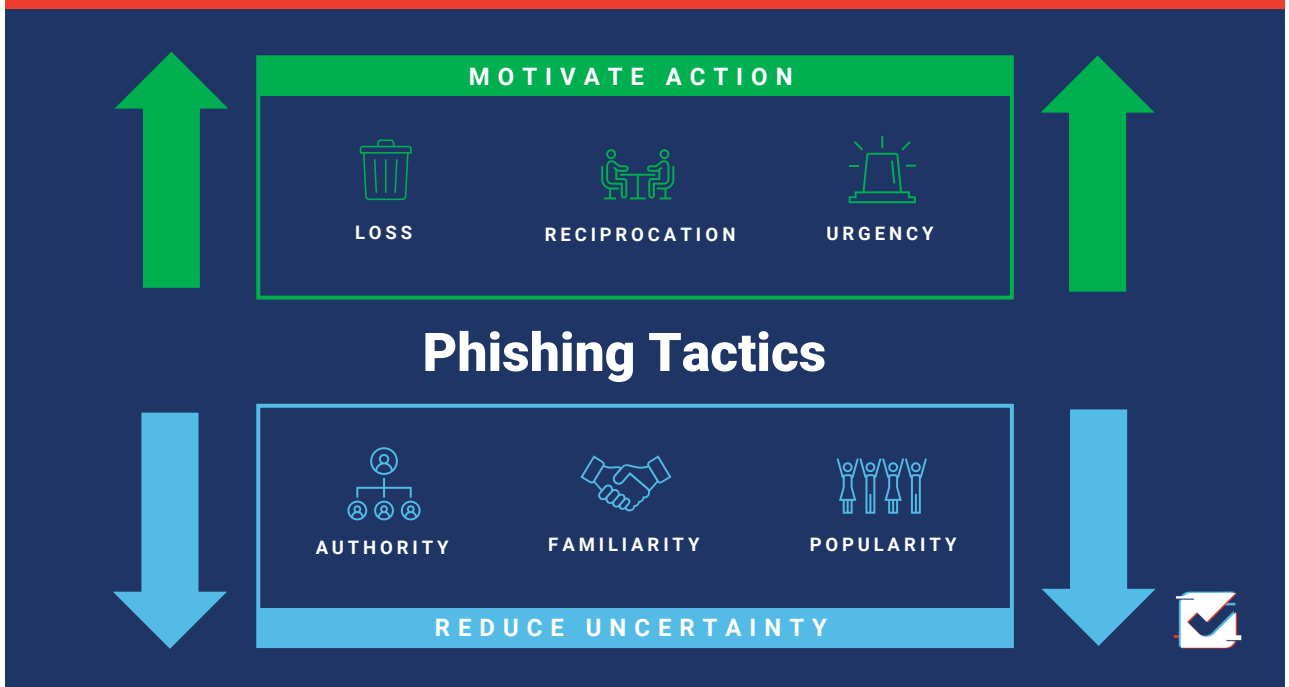 MOTIVATE ACTION
LOSS
RECIPROCATION
URGENCY
Phishing Tactics
AUTHORITY
FAMILIARITY
POPULARITY
REDUCE UNCERTAINTY